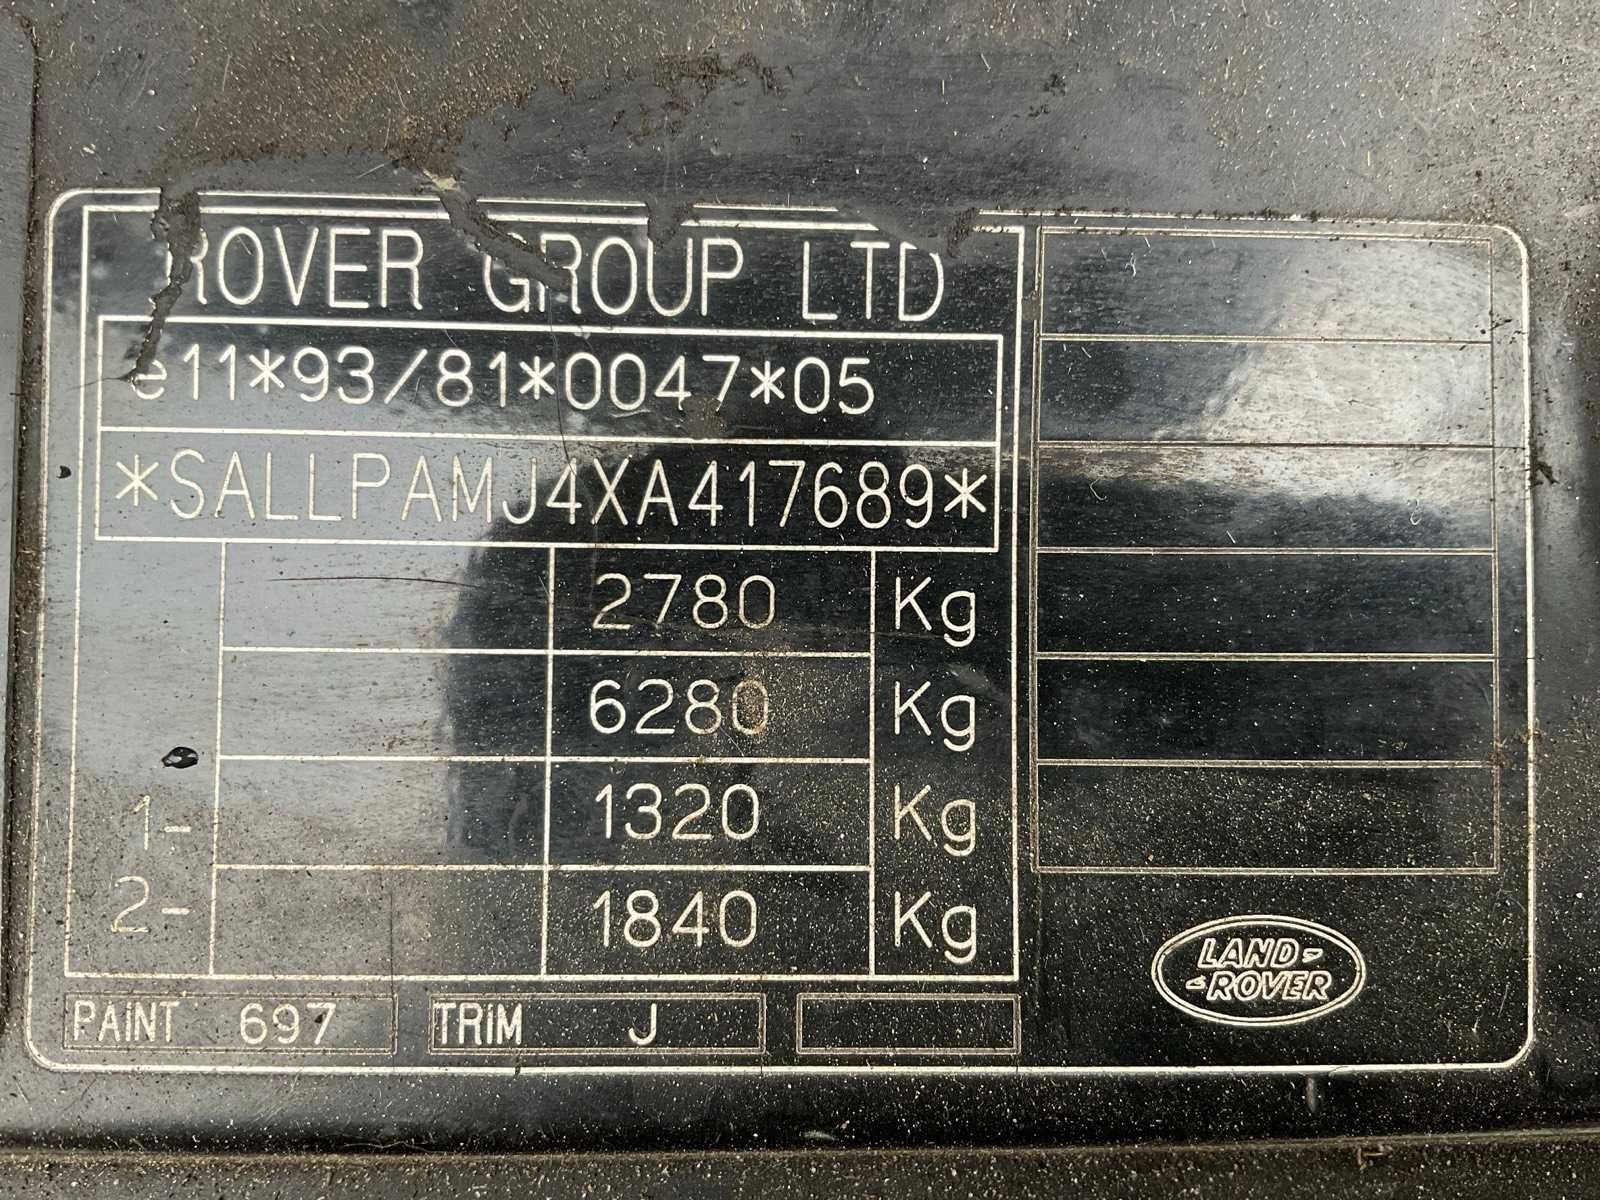 ROVER GROUP LTD
e11*93/81*0047*05
*SALLPAMJ4XA417689*
2780 Kg
6280 Kg
1- 1320 Kg
2- 1840 Kg
PAINT 697 TRIM J
LAND-
-ROVER